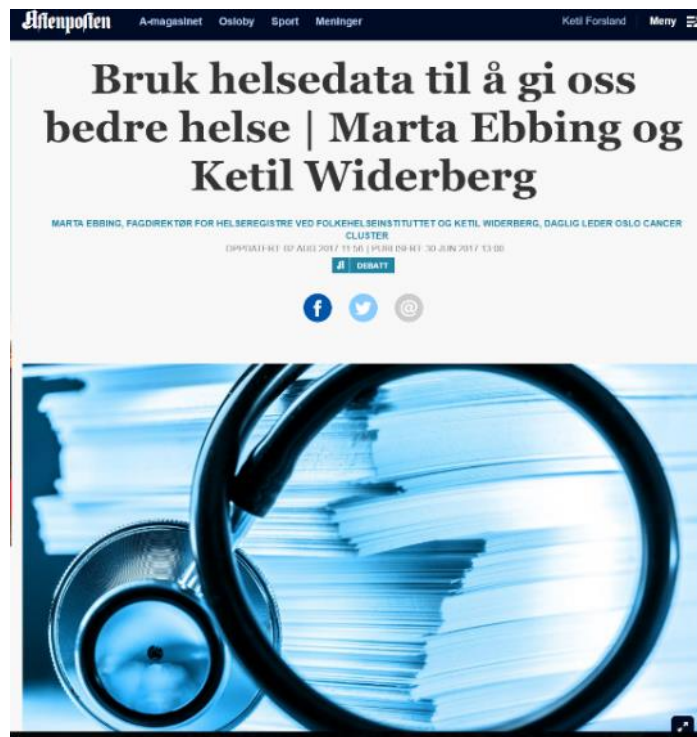 Aftenposten A-magasinet Osloby Sport Meninger Ketil Forsland Meny
Bruk helsedata til å gi oss
bedre helse | Marta Ebbing og
Ketil Widerberg
MARTA EBBING, FAGDIREKTØR FOR HELSEREGISTRE VED FOLKEHELSEINSTITUTTET OG KETIL WIDERBERG, DAGLIG LEDER OSLO CANCER
CLUSTER
OPPDATERT 02 AUG 2017 11:56 | PUBLISERT 30 JUN 2017 13:00
DEBATT